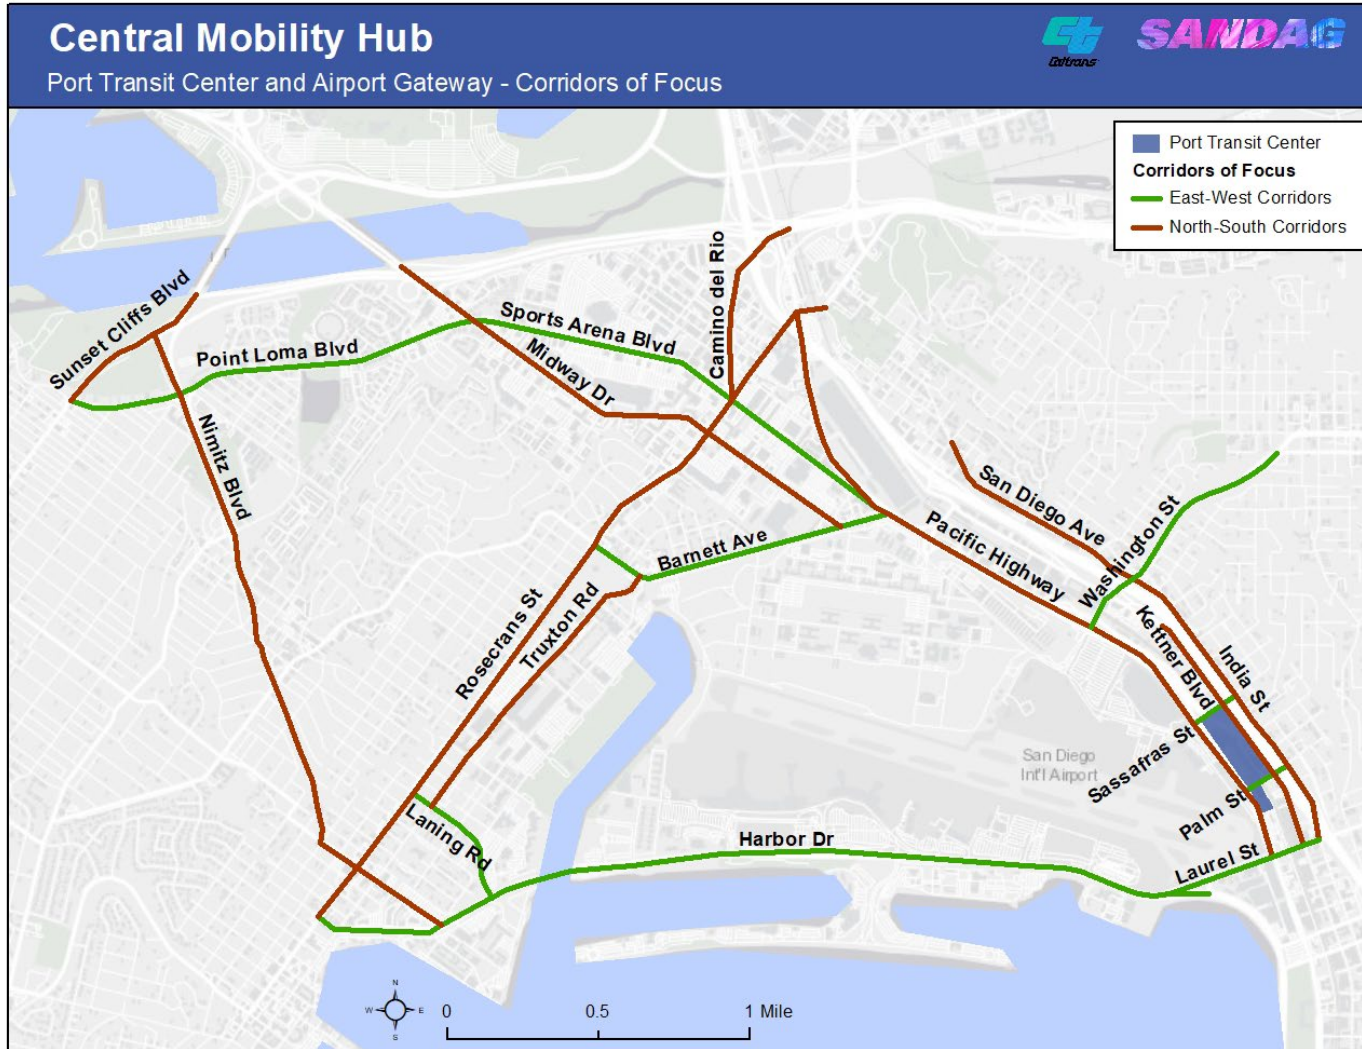 Central Mobility Hub
Port Transit Center and Airport Gateway - Corridors of Focus
Caltrans
SANDAG
Port Transit Center
Corridors of Focus
East-West Corridors
North-South Corridors
Sunset Cliffs Blvd
Point Loma Blvd
Sports Arena Blvd
Camino del Rio
Midway Dr
Nimitz Blvd
San Diego Ave
Washington St
Pacific Highway
Barnett Ave
Rosecrans St
Truxton Rd
Kettner Blvd
India St
San Diego
Int'l Airport
Sassafras St
Palm St
Laning Rd
Harbor Dr
Laurel St
N
W
E
S
0
0.5
1 Mile